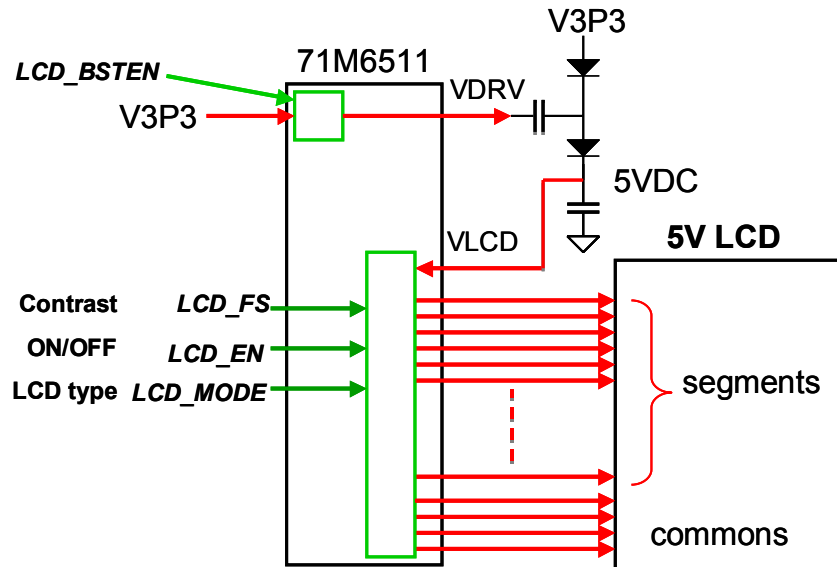 V3P3
71M6511
LCD_BSTEN
VDRV
V3P3
5VDC
VLCD
5V LCD
Contrast LCD_FS
ON/OFF LCD_EN
LCD type LCD_MODE
segments
commons